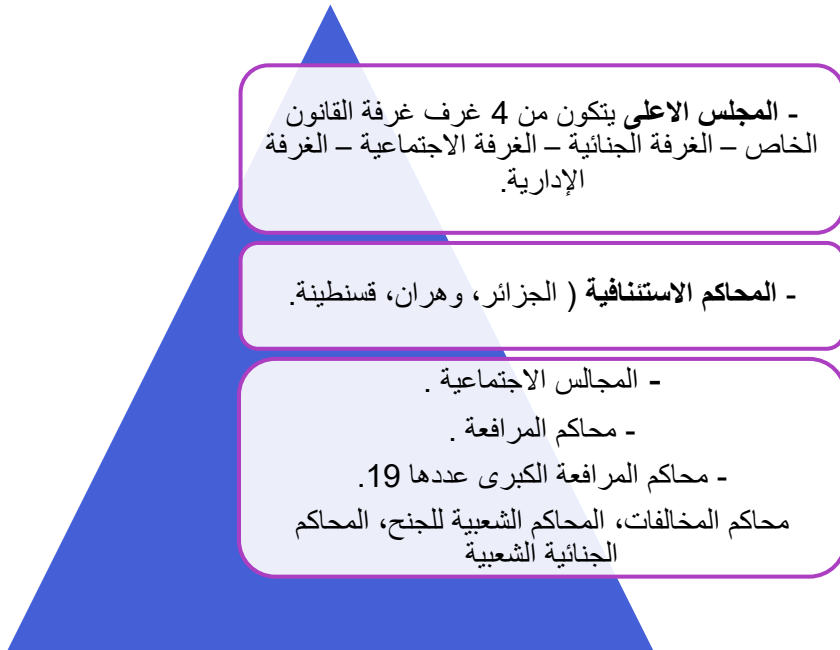 - المجلس الاعلى يتكون من 4 غرف غرفة القانون
الخاص – الغرفة الجنائية – الغرفة الاجتماعية – الغرفة
الإدارية.
- المحاكم الاستئنافية ( الجزائر، وهران، قسنطينة.
- المجالس الاجتماعية .
- محاكم المرافعة .
- محاكم المرافعة الكبرى عددها 19.
محاكم المخالفات، المحاكم الشعبية للجنح، المحاكم
الجنائية الشعبية